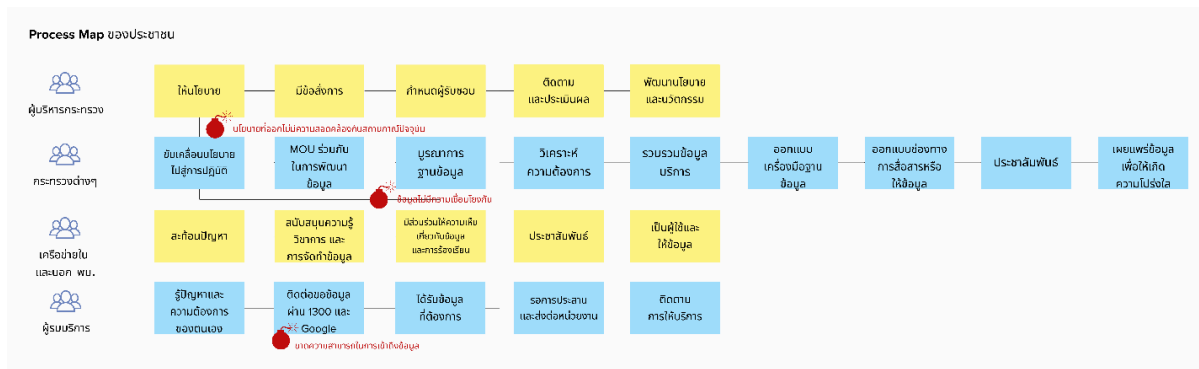 Process Map ของประชาชน
ผู้บริหารกระทรวง
ให้นโยบาย
มีข้อสั่งการ
กำหนดผู้รับชอบ
ติดตาม
และประเมินผล
พัฒนานโยบาย
และนวัตกรรม
นโยบายที่ออกไม่มีความสอดคล้องกับสถานการณ์ปัจจุบัน
กระทรวงต่างๆ
ขับเคลื่อนนโยบาย
ไปสู่การปฏิบัติ
MOU ร่วมกัน
ในการพัฒนา
ข้อมูล
บูรณาการ
ฐานข้อมูล
วิเคราะห์
ความต้องการ
รวบรวมข้อมูล
บริการ
ออกแบบ
เครื่องมือฐาน
ข้อมูล
ออกแบบช่องทาง
การสื่อสารหรือ
ให้ข้อมูล
ประชาสัมพันธ์
เผยแพร่ข้อมูล
เพื่อให้เกิด
ความโปร่งใส
ข้อมูลไม่มีความเชื่อมโยงกัน
เครือข่ายใน
และนอก พม.
สะท้อนปัญหา
สนับสนุนความรู้
วิชาการ และ
การจัดทำข้อมูล
มีส่วนร่วมให้ความเห็น
เกี่ยวกับข้อมูล
และการร้องเรียน
ประชาสัมพันธ์
เป็นผู้ใช้และ
ให้ข้อมูล
ผู้รับบริการ
รู้ปัญหาและ
ความต้องการ
ของตนเอง
ติดต่อขอข้อมูล
ผ่าน 1300 และ
Google
ได้รับข้อมูล
ที่ต้องการ
รอการประสาน
และส่งต่อหน่วยงาน
ติดตาม
การให้บริการ
ขาดความสามารถในการเข้าถึงข้อมูล